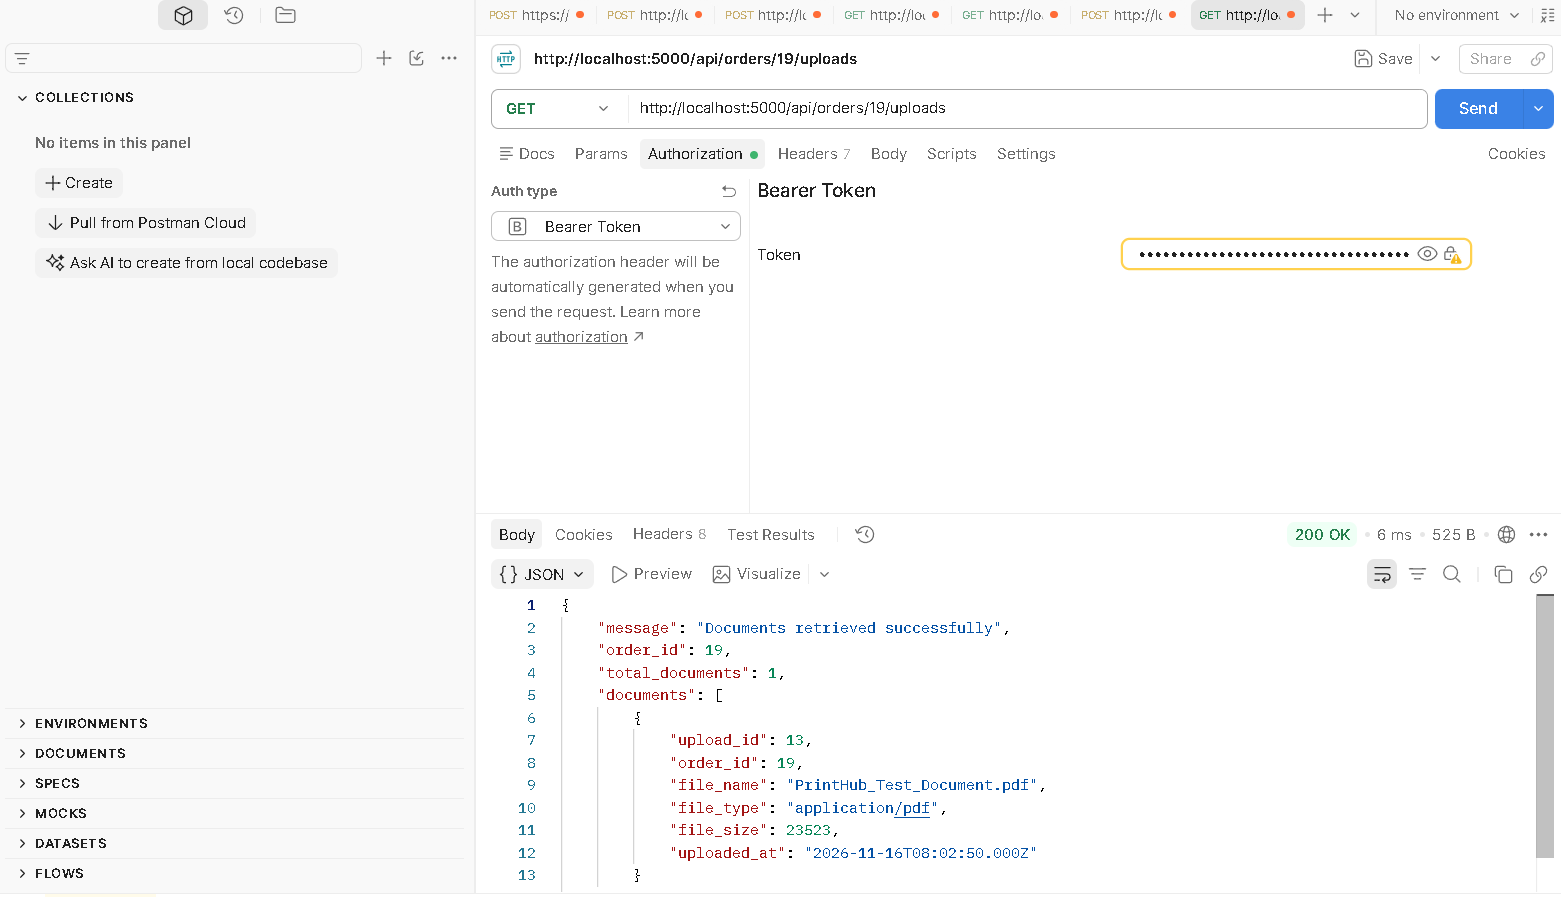 POST https:// POST http://lo POST http://lo GET http://lo GET http://lo. POST http://lo GET http://lo. No environment
HTTP http://localhost:5000/api/orders/19/uploads Save Share
COLLECTIONS
No items in this panel
Create
Pull from Postman Cloud
Ask AI to create from local codebase
ENVIRONMENTS
DOCUMENTS
SPECS
MOCKS
DATASETS
FLOWS
GET http://localhost:5000/api/orders/19/uploads Send
Docs Params Authorization Headers 7 Body Scripts Settings Cookies
Auth type
B Bearer Token
The authorization header will be
automatically generated when you
send the request. Learn more
about authorization ↗
Bearer Token
Token ••••••••••••••••••••••••••••••••••
Body Cookies Headers 8 Test Results 200 OK • 6 ms • 525 B •
{} JSON Preview Visualize
1 {
2 "message": "Documents retrieved successfully",
3 "order_id": 19,
4 "total_documents": 1,
5 "documents": [
6 {
7 "upload_id": 13,
8 "order_id": 19,
9 "file_name": "PrintHub_Test_Document.pdf",
10 "file_type": "application/pdf",
11 "file_size": 23523,
12 "uploaded_at": "2026-11-16T08:02:50.000Z"
13 }